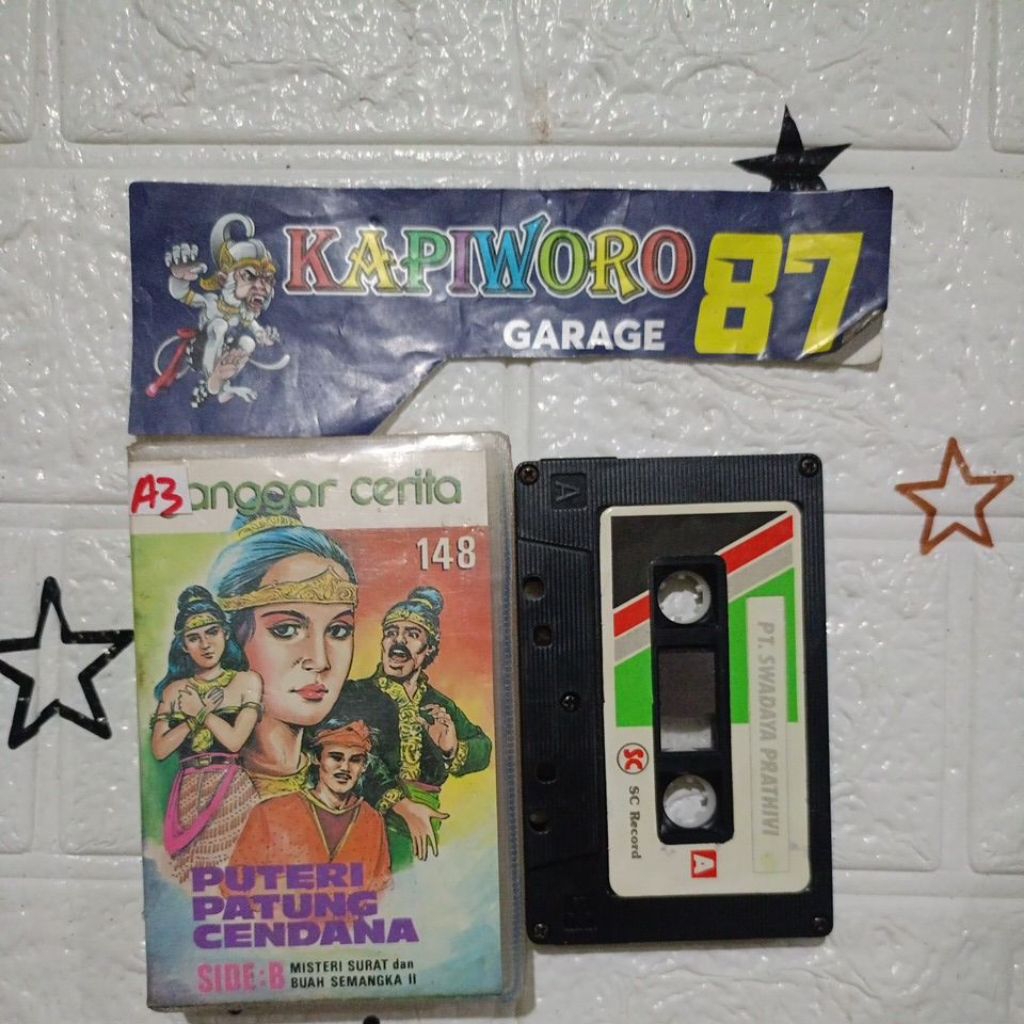 KAPIWORO 87
GARAGE
A3
anggar cerita
148
PUTERI
PATUNG
CENDANA
SIDE:B MISTERI SURAT dan
BUAH SEMANGKA II
A
PT. SWADAYA PRATHIVI
SC
SC Record
A